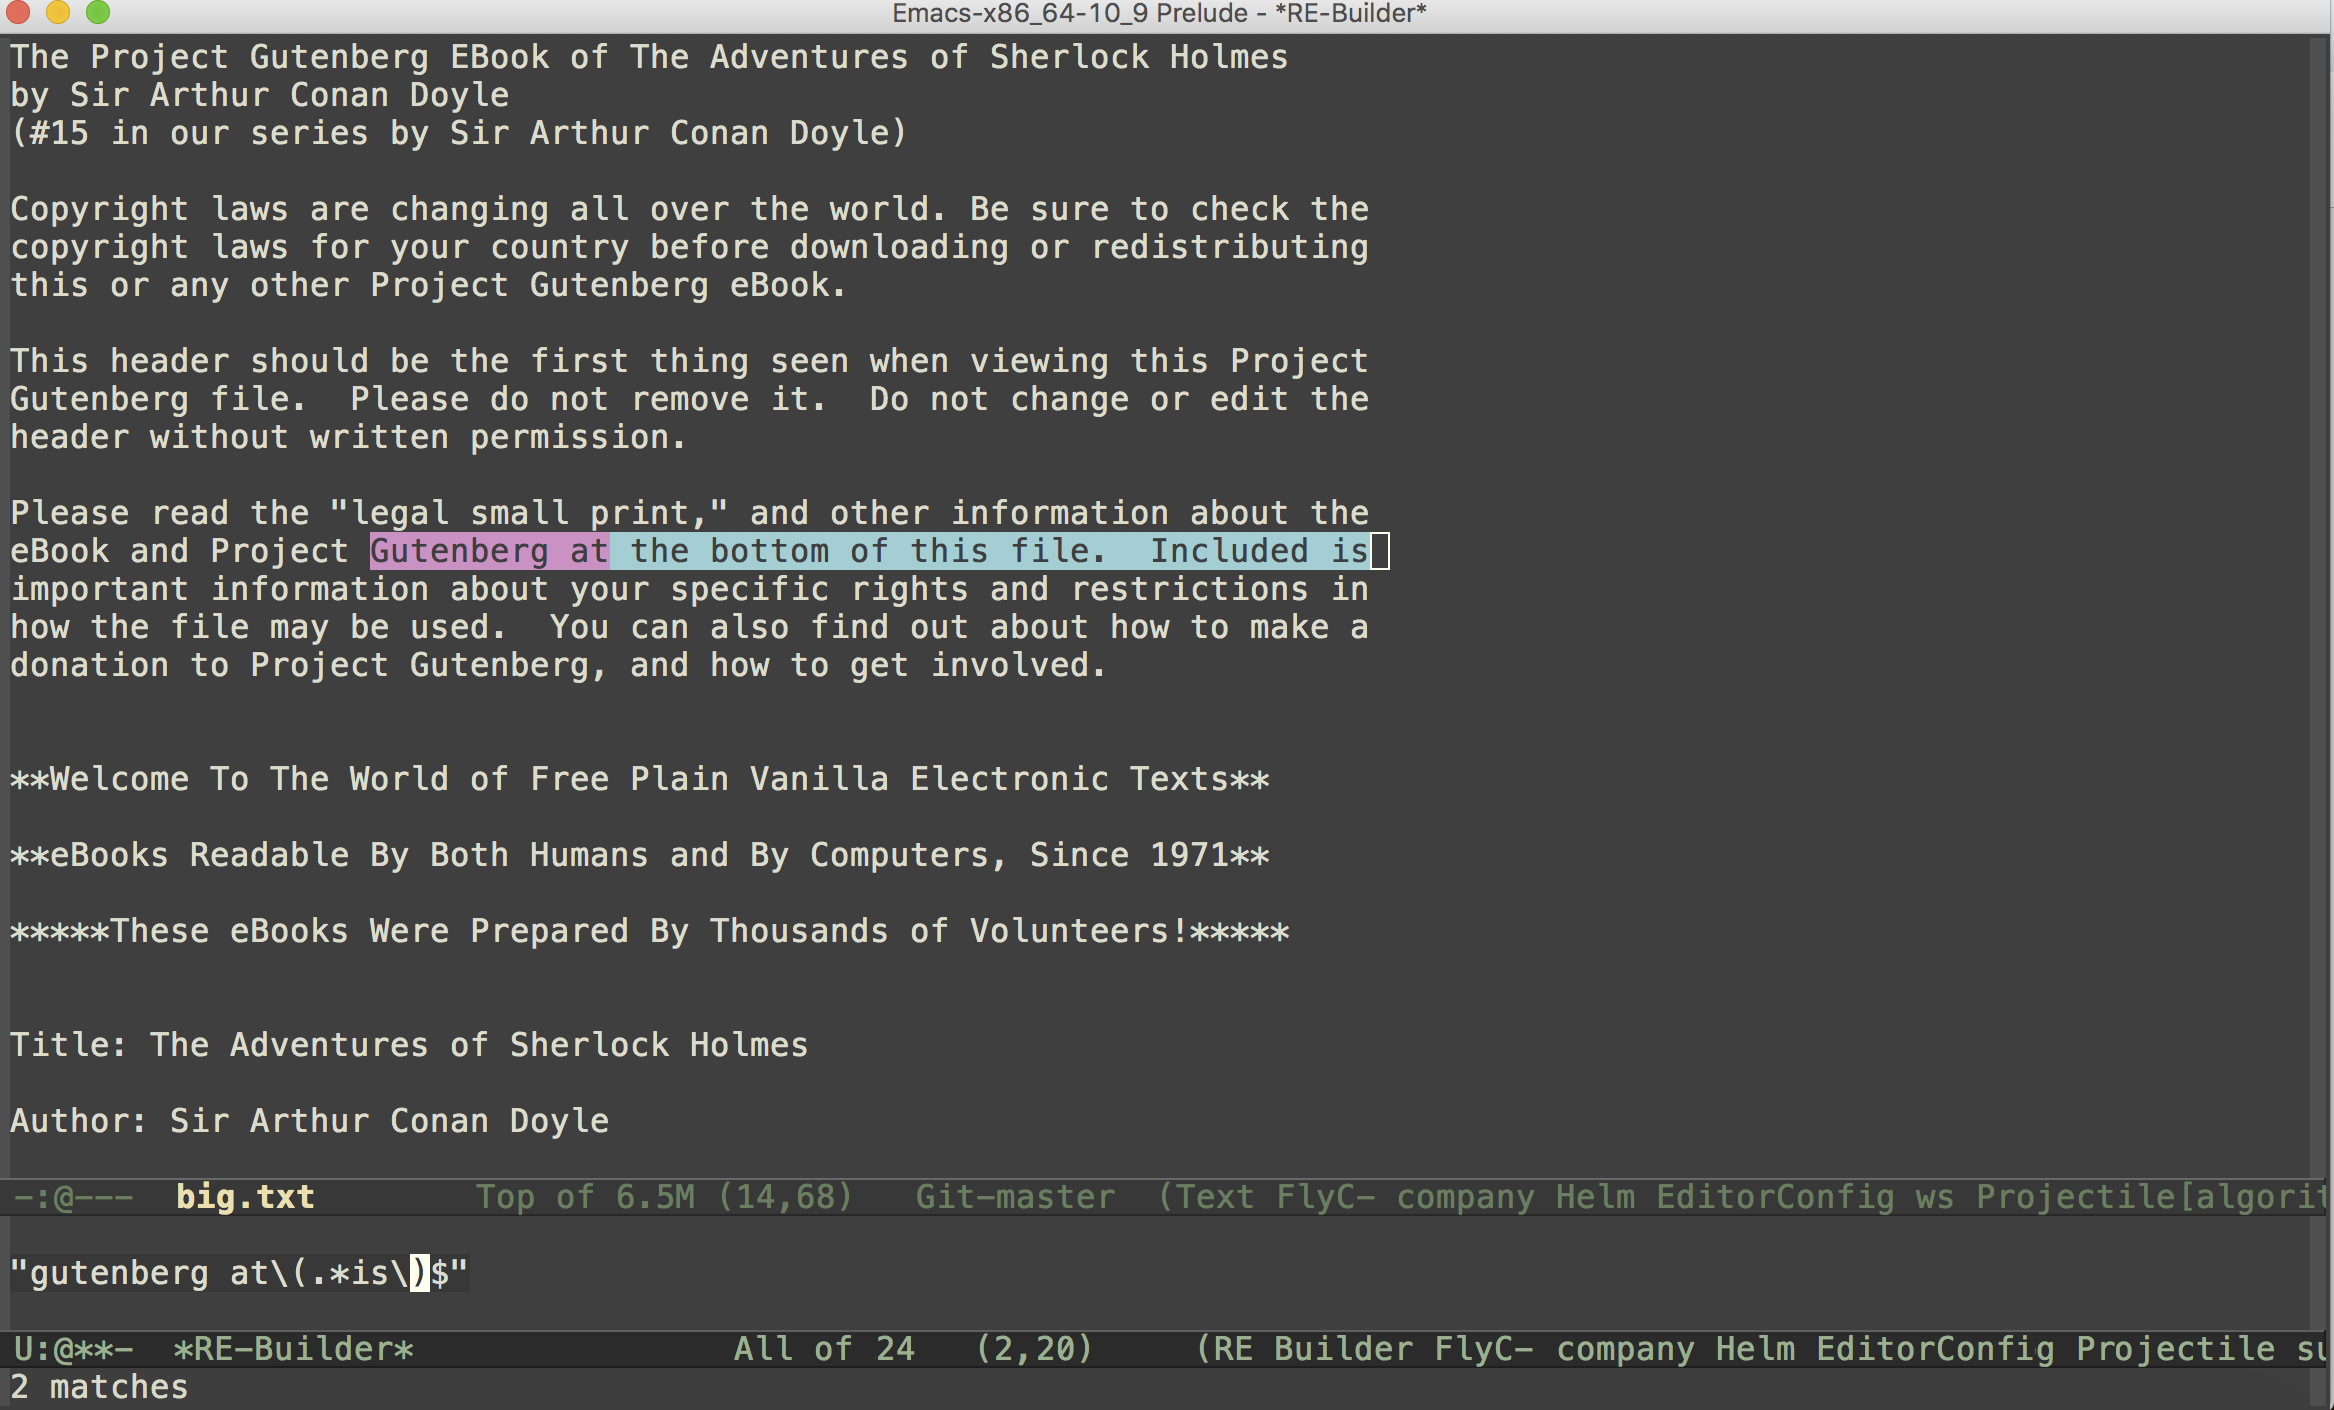 Emacs-x86_64-10_9 Prelude - *RE-Builder*
The Project Gutenberg EBook of The Adventures of Sherlock Holmes
by Sir Arthur Conan Doyle
(#15 in our series by Sir Arthur Conan Doyle)
Copyright laws are changing all over the world. Be sure to check the
copyright laws for your country before downloading or redistributing
this or any other Project Gutenberg eBook.
This header should be the first thing seen when viewing this Project
Gutenberg file.  Please do not remove it.  Do not change or edit the
header without written permission.
Please read the "legal small print," and other information about the
eBook and Project Gutenberg at the bottom of this file.  Included is
important information about your specific rights and restrictions in
how the file may be used.  You can also find out about how to make a
donation to Project Gutenberg, and how to get involved.
**Welcome To The World of Free Plain Vanilla Electronic Texts**
**eBooks Readable By Both Humans and By Computers, Since 1971**
*****These eBooks Were Prepared By Thousands of Volunteers!*****
Title: The Adventures of Sherlock Holmes
Author: Sir Arthur Conan Doyle
-:@---  big.txt        Top of 6.5M (14,68)   Git-master  (Text FlyC- company Helm EditorConfig ws Projectile[algorit
"gutenberg at\(.*is\)$"
U:@**-  *RE-Builder*                All of 24   (2,20)     (RE Builder FlyC- company Helm EditorConfig Projectile su
2 matches